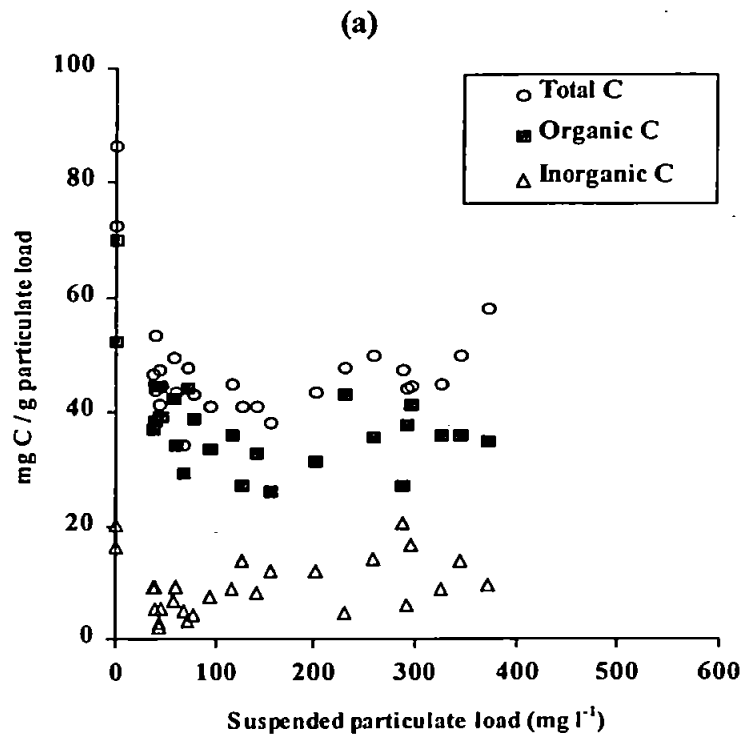 (a)
100
Total C
Organic C
Inorganic C
80
60
40
20
0
mg C / g particulate load
0 100 200 300 400 500 600
Suspended particulate load (mg l⁻¹)